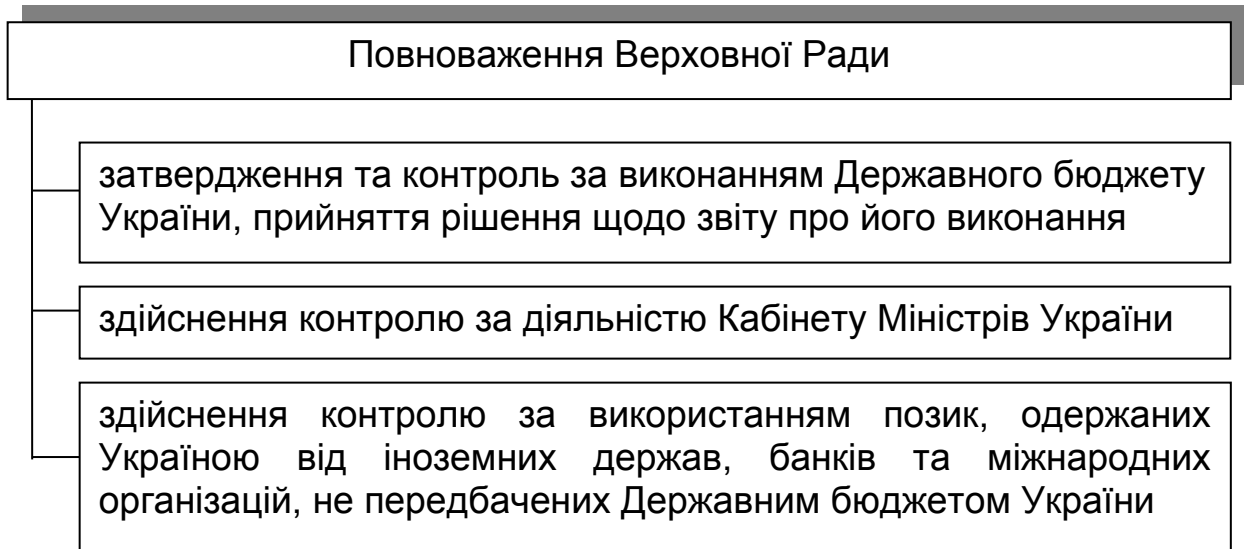 Повноваження Верховної Ради
затвердження та контроль за виконанням Державного бюджету
України, прийняття рішення щодо звіту про його виконання
здійснення контролю за діяльністю Кабінету Міністрів України
здійснення контролю за використанням позик, одержаних
Україною від іноземних держав, банків та міжнародних
організацій, не передбачених Державним бюджетом України